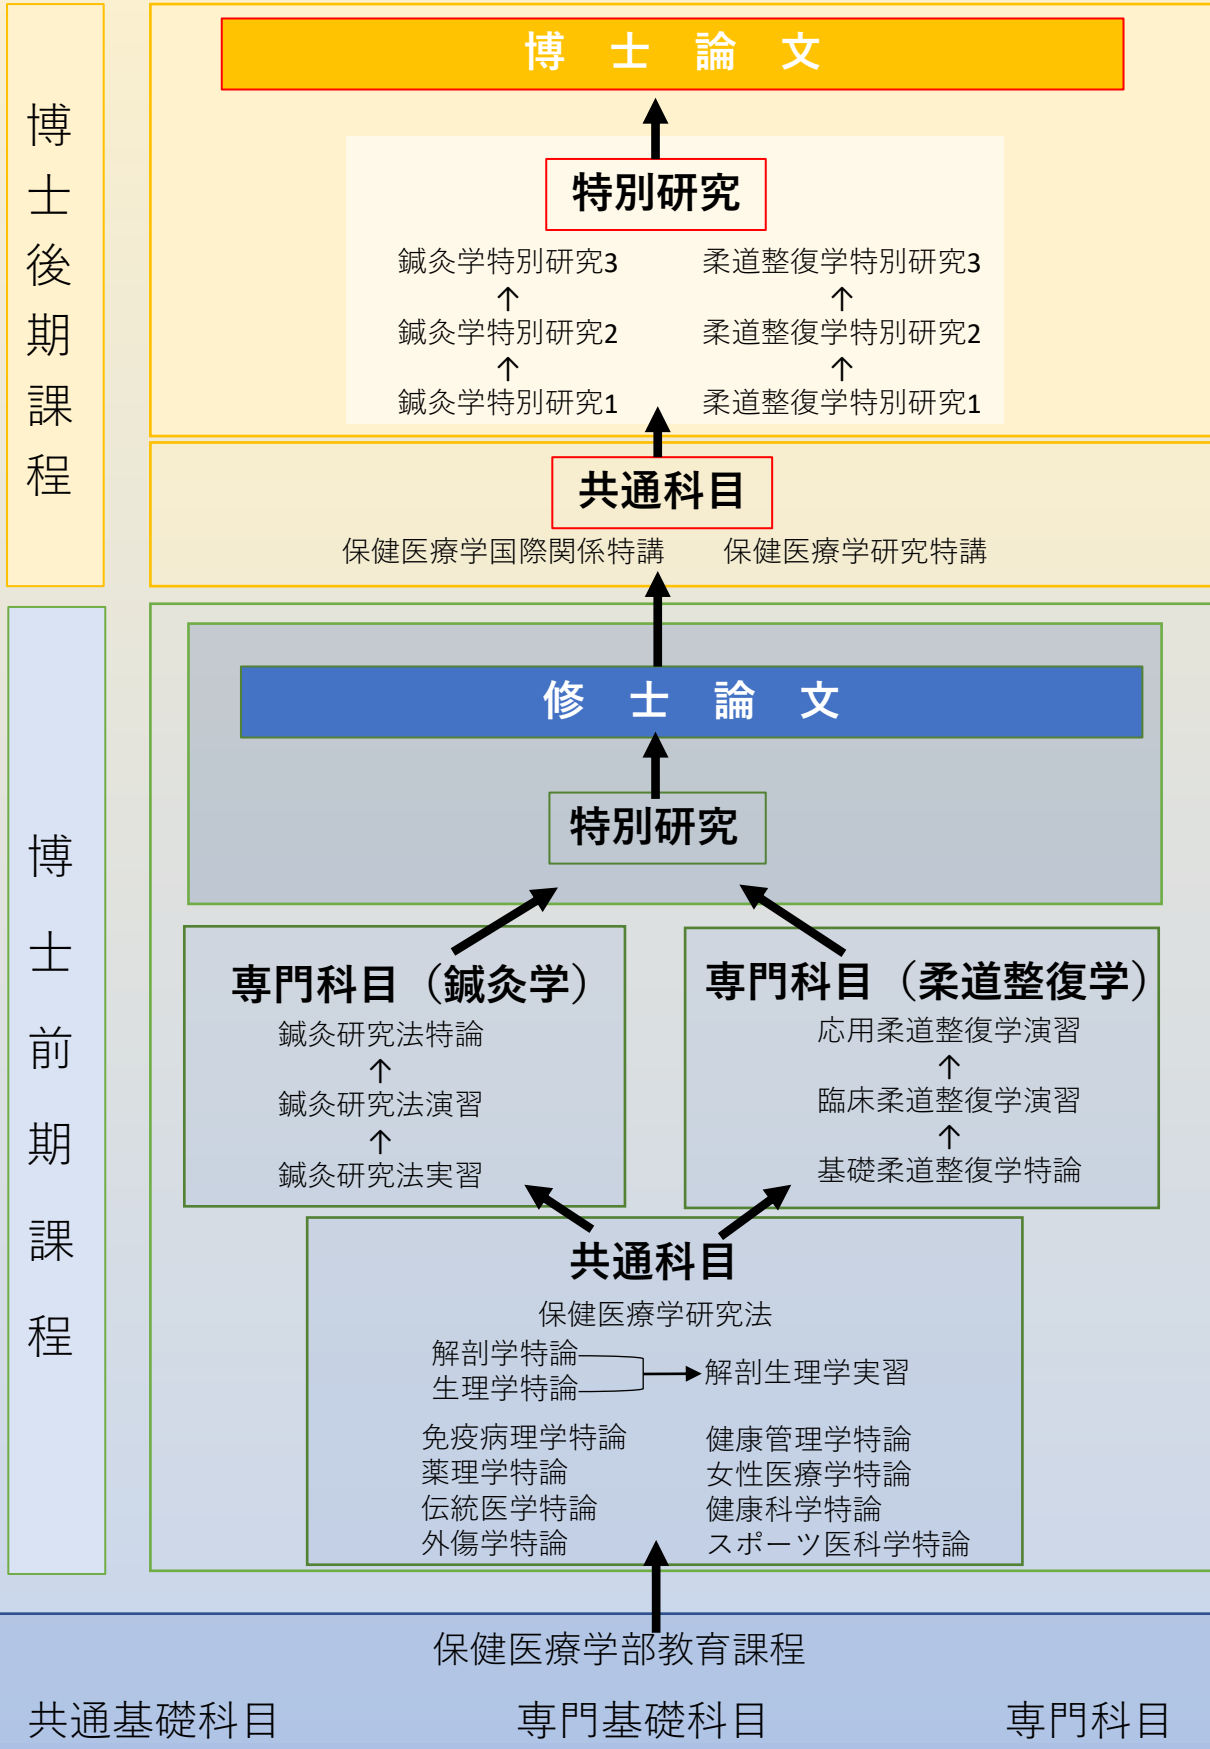 博士後期課程
博士論文
特別研究
鍼灸学特別研究3 柔道整復学特別研究3
↑ ↑
鍼灸学特別研究2 柔道整復学特別研究2
↑ ↑
鍼灸学特別研究1 柔道整復学特別研究1
共通科目
保健医療学国際関係特講 保健医療学研究特講
博士前期課程
修士論文
特別研究
専門科目（鍼灸学）
鍼灸研究法特論
↑
鍼灸研究法演習
↑
鍼灸研究法実習
専門科目（柔道整復学）
応用柔道整復学演習
↑
臨床柔道整復学演習
↑
基礎柔道整復学特論
共通科目
保健医療学研究法
解剖学特論
生理学特論
解剖生理学実習
免疫病理学特論
薬理学特論
伝統医学特論
外傷学特論
健康管理学特論
女性医療学特論
健康科学特論
スポーツ医科学特論
保健医療学部教育課程
共通基礎科目 専門基礎科目 専門科目